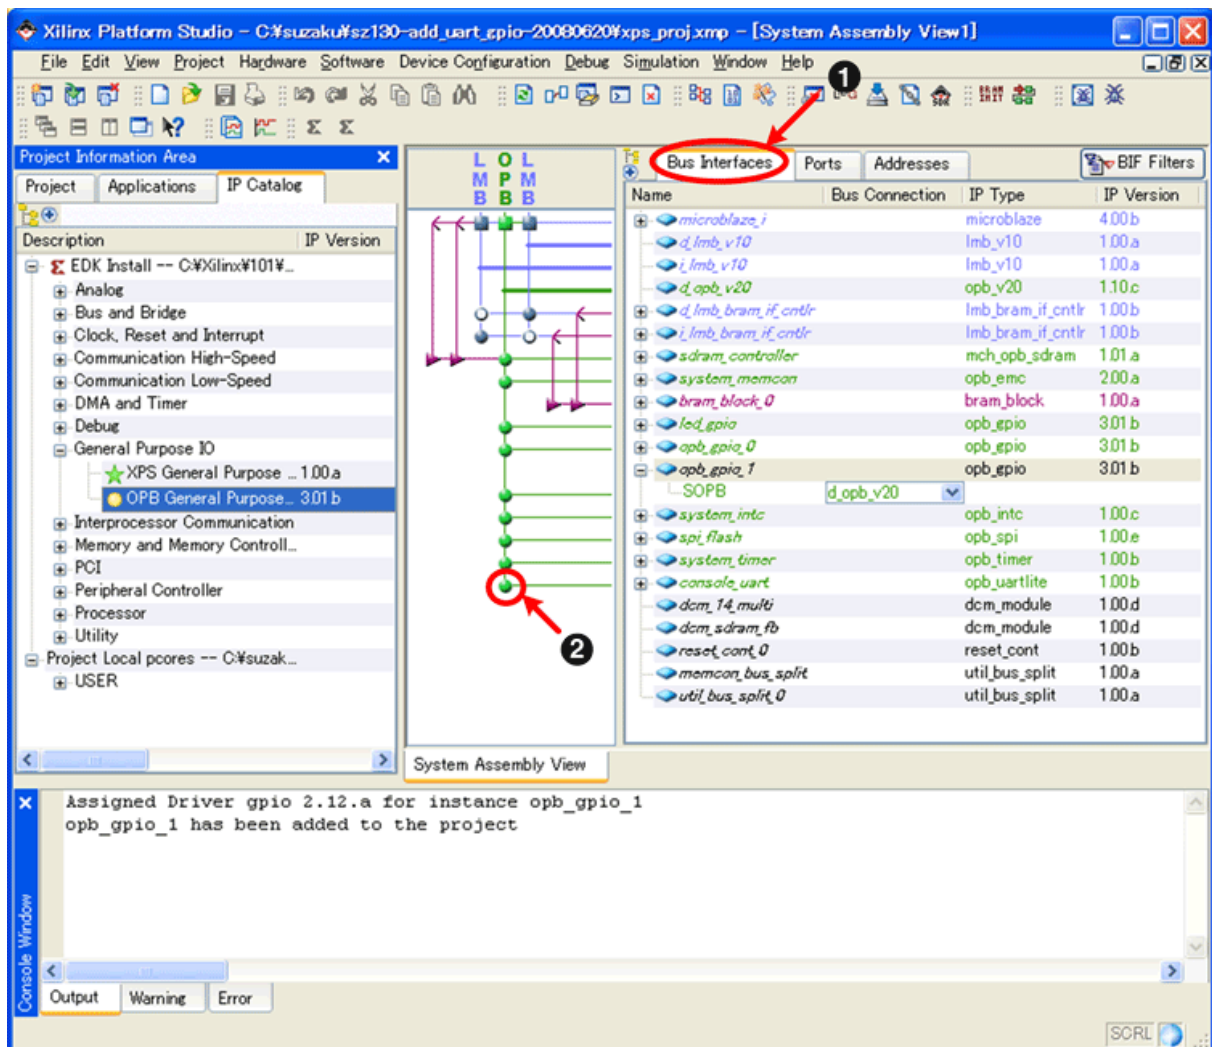 Xilinx Platform Studio - C:¥suzaku¥sz130-add_uart_gpio-20080620¥xps_proj.xmp - [System Assembly View1]
File Edit View Project Hardware Software Device Configuration Debug Simulation Window Help
1
Project Information Area
Project Applications IP Catalog
Description IP Version
EDK Install -- C:¥Xilinx¥101¥...
Analog
Bus and Bridge
Clock, Reset and Interrupt
Communication High-Speed
Communication Low-Speed
DMA and Timer
Debug
General Purpose IO
XPS General Purpose ... 1.00.a
OPB General Purpose... 3.01.b
Interprocessor Communication
Memory and Memory Controll...
PCI
Peripheral Controller
Processor
Utility
Project Local pcores -- C:¥suzak...
USER
LMB OPB LMB
2
System Assembly View
Bus Interfaces Ports Addresses BIF Filters
Name Bus Connection IP Type IP Version
microblaze_i microblaze 4.00.b
d_lmb_v10 lmb_v10 1.00.a
i_lmb_v10 lmb_v10 1.00.a
d_opb_v20 opb_v20 1.10.c
d_lmb_bram_if_cntlr lmb_bram_if_cntlr 1.00.b
i_lmb_bram_if_cntlr lmb_bram_if_cntlr 1.00.b
sdram_controller mch_opb_sdram 1.01.a
system_memcon opb_emc 2.00.a
bram_block_0 bram_block 1.00.a
led_gpio opb_gpio 3.01.b
opb_gpio_0 opb_gpio 3.01.b
opb_gpio_1 opb_gpio 3.01.b
SOPB d_opb_v20
system_intc opb_intc 1.00.c
spi_flash opb_spi 1.00.e
system_timer opb_timer 1.00.b
console_uart opb_uartlite 1.00.b
dcm_14_multi dcm_module 1.00.d
dcm_sdram_fb dcm_module 1.00.d
reset_cont_0 reset_cont 1.00.b
memcon_bus_split util_bus_split 1.00.a
util_bus_split_0 util_bus_split 1.00.a
Assigned Driver gpio 2.12.a for instance opb_gpio_1
opb_gpio_1 has been added to the project
Console Window
Output Warning Error
SCRL